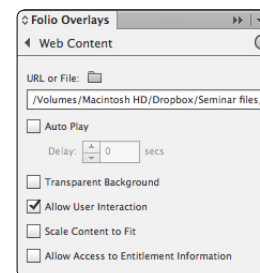 Folio Overlays
Web Content
URL or File:
/Volumes/Macintosh HD/Dropbox/Seminar files,
Auto Play
Delay: 0 secs
Transparent Background
Allow User Interaction
Scale Content to Fit
Allow Access to Entitlement Information